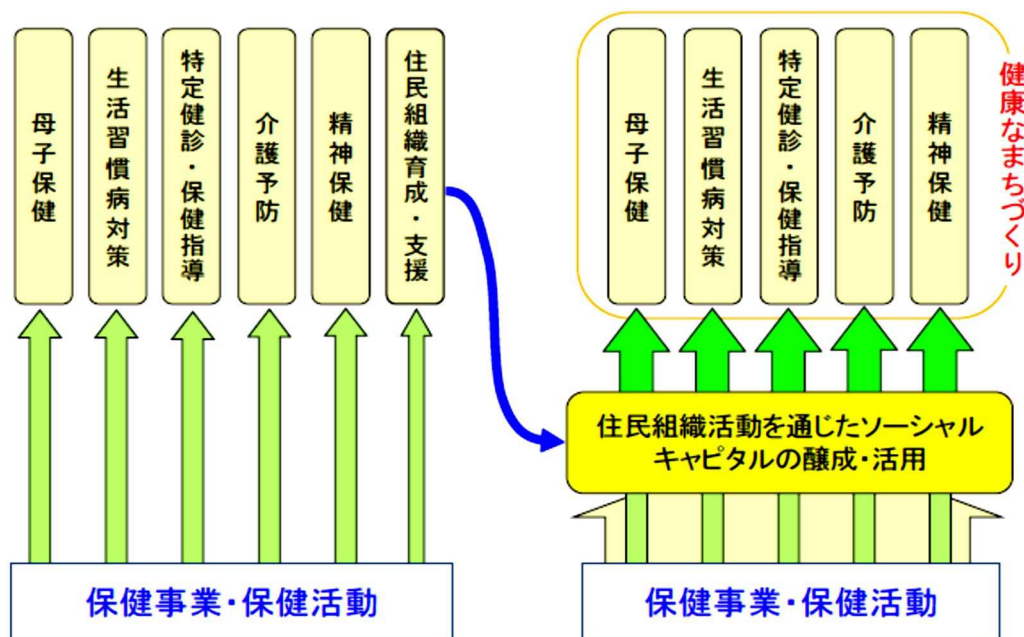 母子保健
生活習慣病対策
特定健診・保健指導
介護予防
精神保健
住民組織育成・支援
保健事業・保健活動
母子保健
生活習慣病対策
特定健診・保健指導
介護予防
精神保健
健康なまちづくり
住民組織活動を通じたソーシャル
キャピタルの醸成・活用
保健事業・保健活動